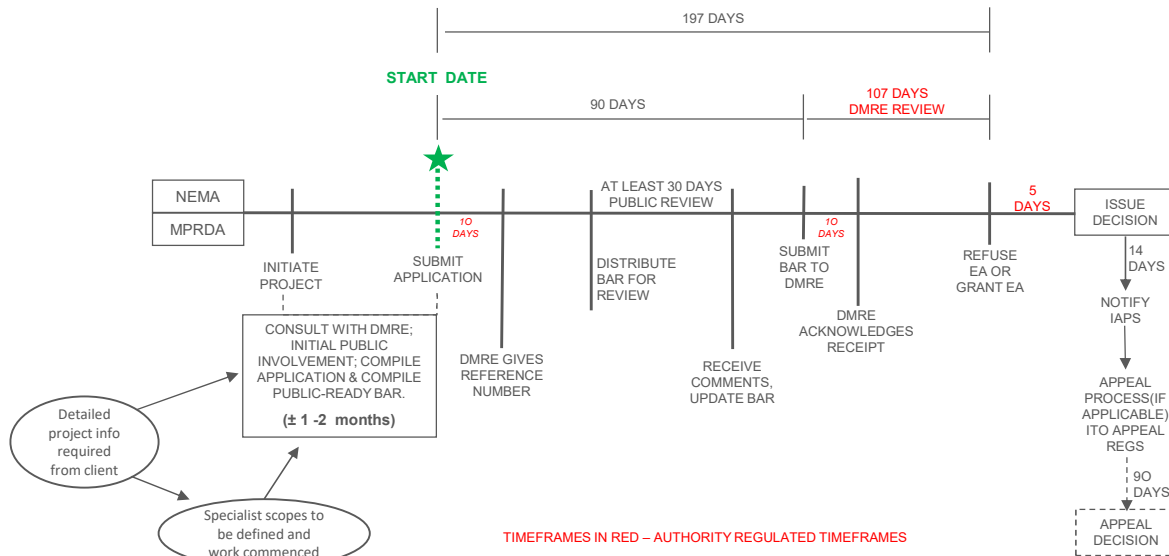 197 DAYS
START DATE
90 DAYS
107 DAYS
DMRE REVIEW
NEMA
MPRDA
1O
DAYS
AT LEAST 30 DAYS
PUBLIC REVIEW
1O
DAYS
5
DAYS
ISSUE
DECISION
INITIATE
PROJECT
SUBMIT
APPLICATION
DISTRIBUTE
BAR FOR
REVIEW
SUBMIT
BAR TO
DMRE
REFUSE
EA OR
GRANT EA
14
DAYS
NOTIFY
IAPS
CONSULT WITH DMRE;
INITIAL PUBLIC
INVOLVEMENT; COMPILE
APPLICATION & COMPILE
PUBLIC-READY BAR.
(± 1 -2 months)
DMRE GIVES
REFERENCE
NUMBER
RECEIVE
COMMENTS,
UPDATE BAR
DMRE
ACKNOWLEDGES
RECEIPT
APPEAL
PROCESS(IF
APPLICABLE)
ITO APPEAL
REGS
Detailed
project info
required
from client
9O
DAYS
Specialist scopes to
be defined and
work commenced
TIMEFRAMES IN RED – AUTHORITY REGULATED TIMEFRAMES
APPEAL
DECISION